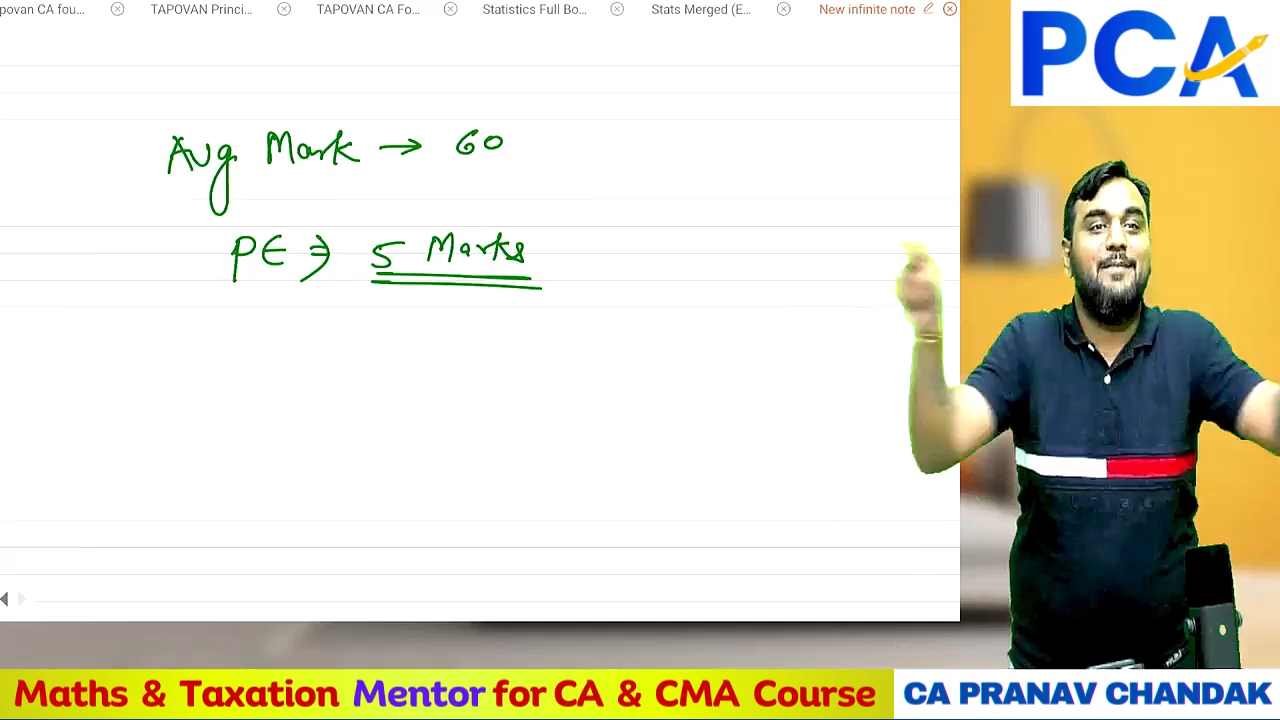 povan CA fou...
TAPOVAN Princi...
TAPOVAN CA Fo...
Statistics Full Bo...
Stats Merged (E...
New infinite note
PCA
Avg Mark → 60
PE ⇒ 5 Marks
Maths & Taxation Mentor for CA & CMA Course
CA PRANAV CHANDAK